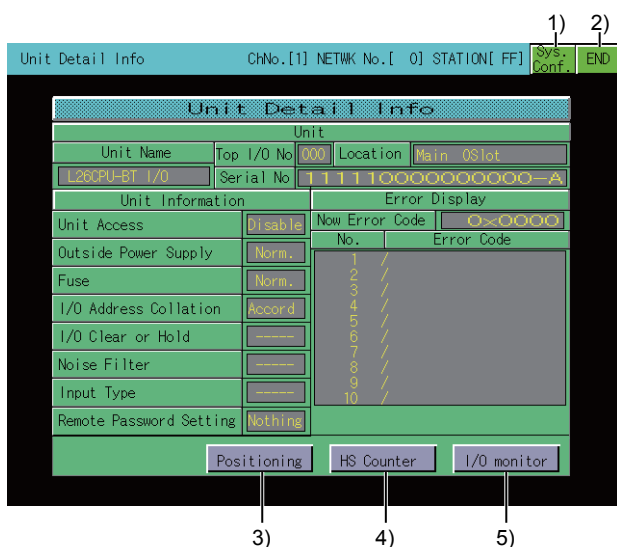 1) 2)
Unit Detail Info ChNo.[1] NETWK No.[ 0] STATION[ FF] Sys. Conf. END
Unit Detail Info
Unit
Unit Name Top I/O No 000 Location Main 0Slot
L26CPU-BT I/O Serial No 111110000000000-A
Unit Information Error Display
Unit Access Disable Now Error Code 0x0000
No. Error Code
Outside Power Supply Norm.
Fuse Norm.
I/O Address Collation Accord
I/O Clear or Hold -----
Noise Filter -----
Input Type -----
Remote Password Setting Nothing
1 /
2 /
3 /
4 /
5 /
6 /
7 /
8 /
9 /
10 /
Positioning HS Counter I/O monitor
3) 4) 5)